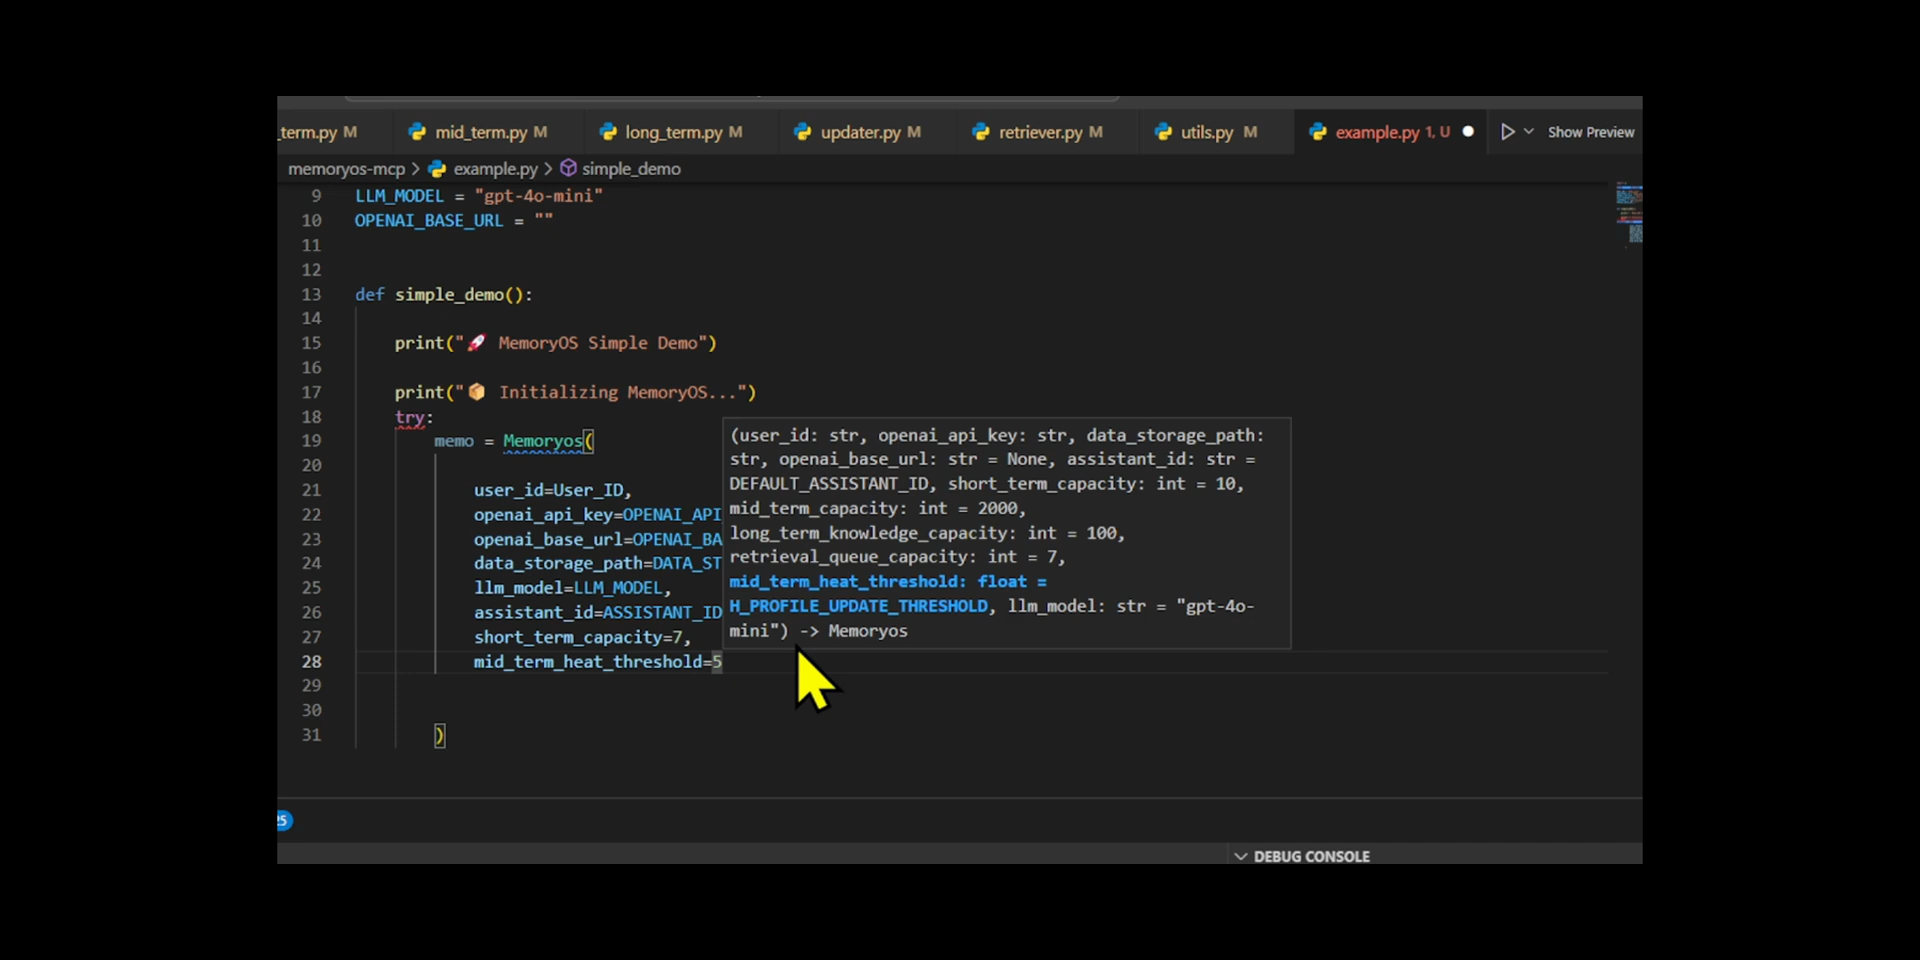 _term.py M mid_term.py M long_term.py M updater.py M retriever.py M utils.py M example.py 1, U Show Preview
memoryos-mcp > example.py > simple_demo
9 LLM_MODEL = "gpt-4o-mini"
10 OPENAI_BASE_URL = ""
11
12
13 def simple_demo():
14
15 print("🚀 MemoryOS Simple Demo")
16
17 print("📦 Initializing MemoryOS...")
18 try:
19 memo = Memoryos(
20
21 user_id=User_ID,
22 openai_api_key=OPENAI_API
23 openai_base_url=OPENAI_BA
24 data_storage_path=DATA_ST
25 llm_model=LLM_MODEL,
26 assistant_id=ASSISTANT_ID
27 short_term_capacity=7,
28 mid_term_heat_threshold=5
29
30
31 )
(user_id: str, openai_api_key: str, data_storage_path:
str, openai_base_url: str = None, assistant_id: str =
DEFAULT_ASSISTANT_ID, short_term_capacity: int = 10,
mid_term_capacity: int = 2000,
long_term_knowledge_capacity: int = 100,
retrieval_queue_capacity: int = 7,
mid_term_heat_threshold: float =
H_PROFILE_UPDATE_THRESHOLD, llm_model: str = "gpt-4o-
mini") -> Memoryos
25
DEBUG CONSOLE